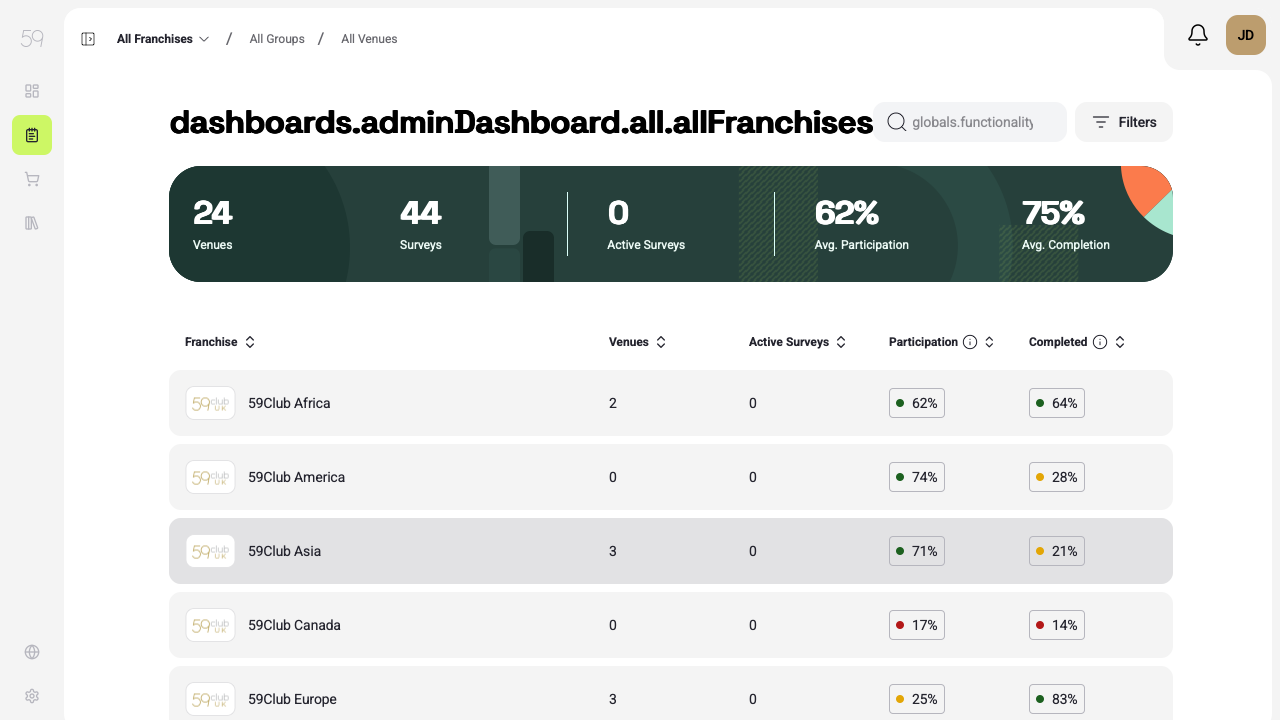 59
All Franchises / All Groups / All Venues
JD
dashboards.adminDashboard.all.allFranchises
globals.functionality
Filters
24 44 0 62% 75%
Venues Surveys Active Surveys Avg. Participation Avg. Completion
Franchise Venues Active Surveys Participation Completed
59club UK 59Club Africa 2 0 62% 64%
59club UK 59Club America 0 0 74% 28%
59club UK 59Club Asia 3 0 71% 21%
59club UK 59Club Canada 0 0 17% 14%
59club UK 59Club Europe 3 0 25% 83%